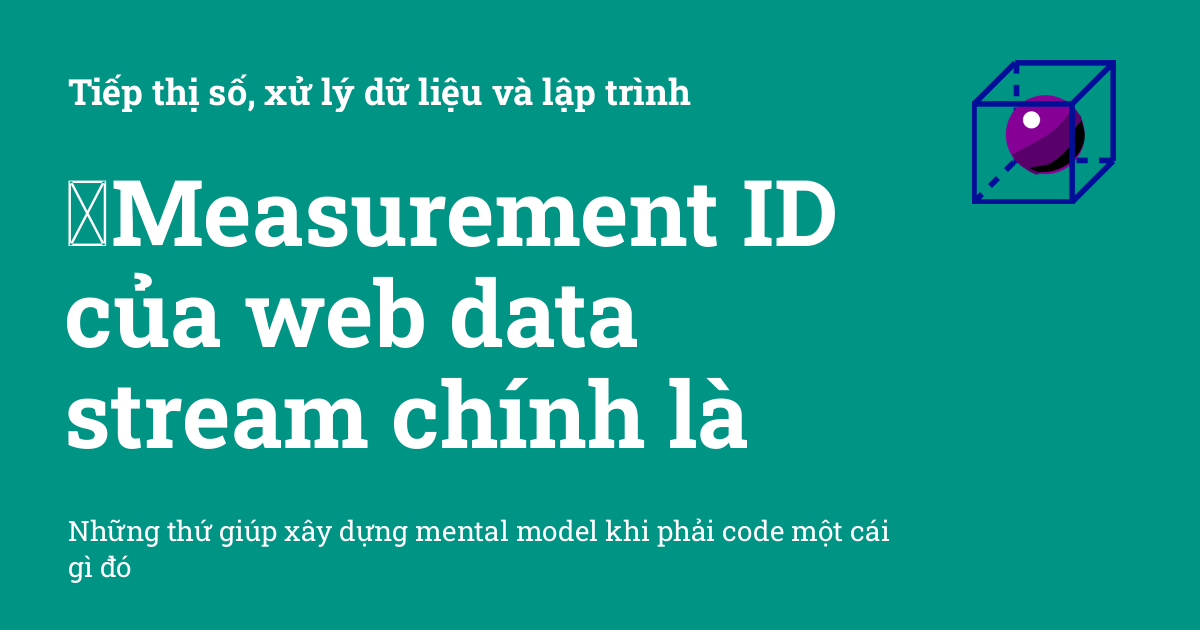 Tiếp thị số, xử lý dữ liệu và lập trình
Measurement ID
của web data
stream chính là
Những thứ giúp xây dựng mental model khi phải code một cái
gì đó